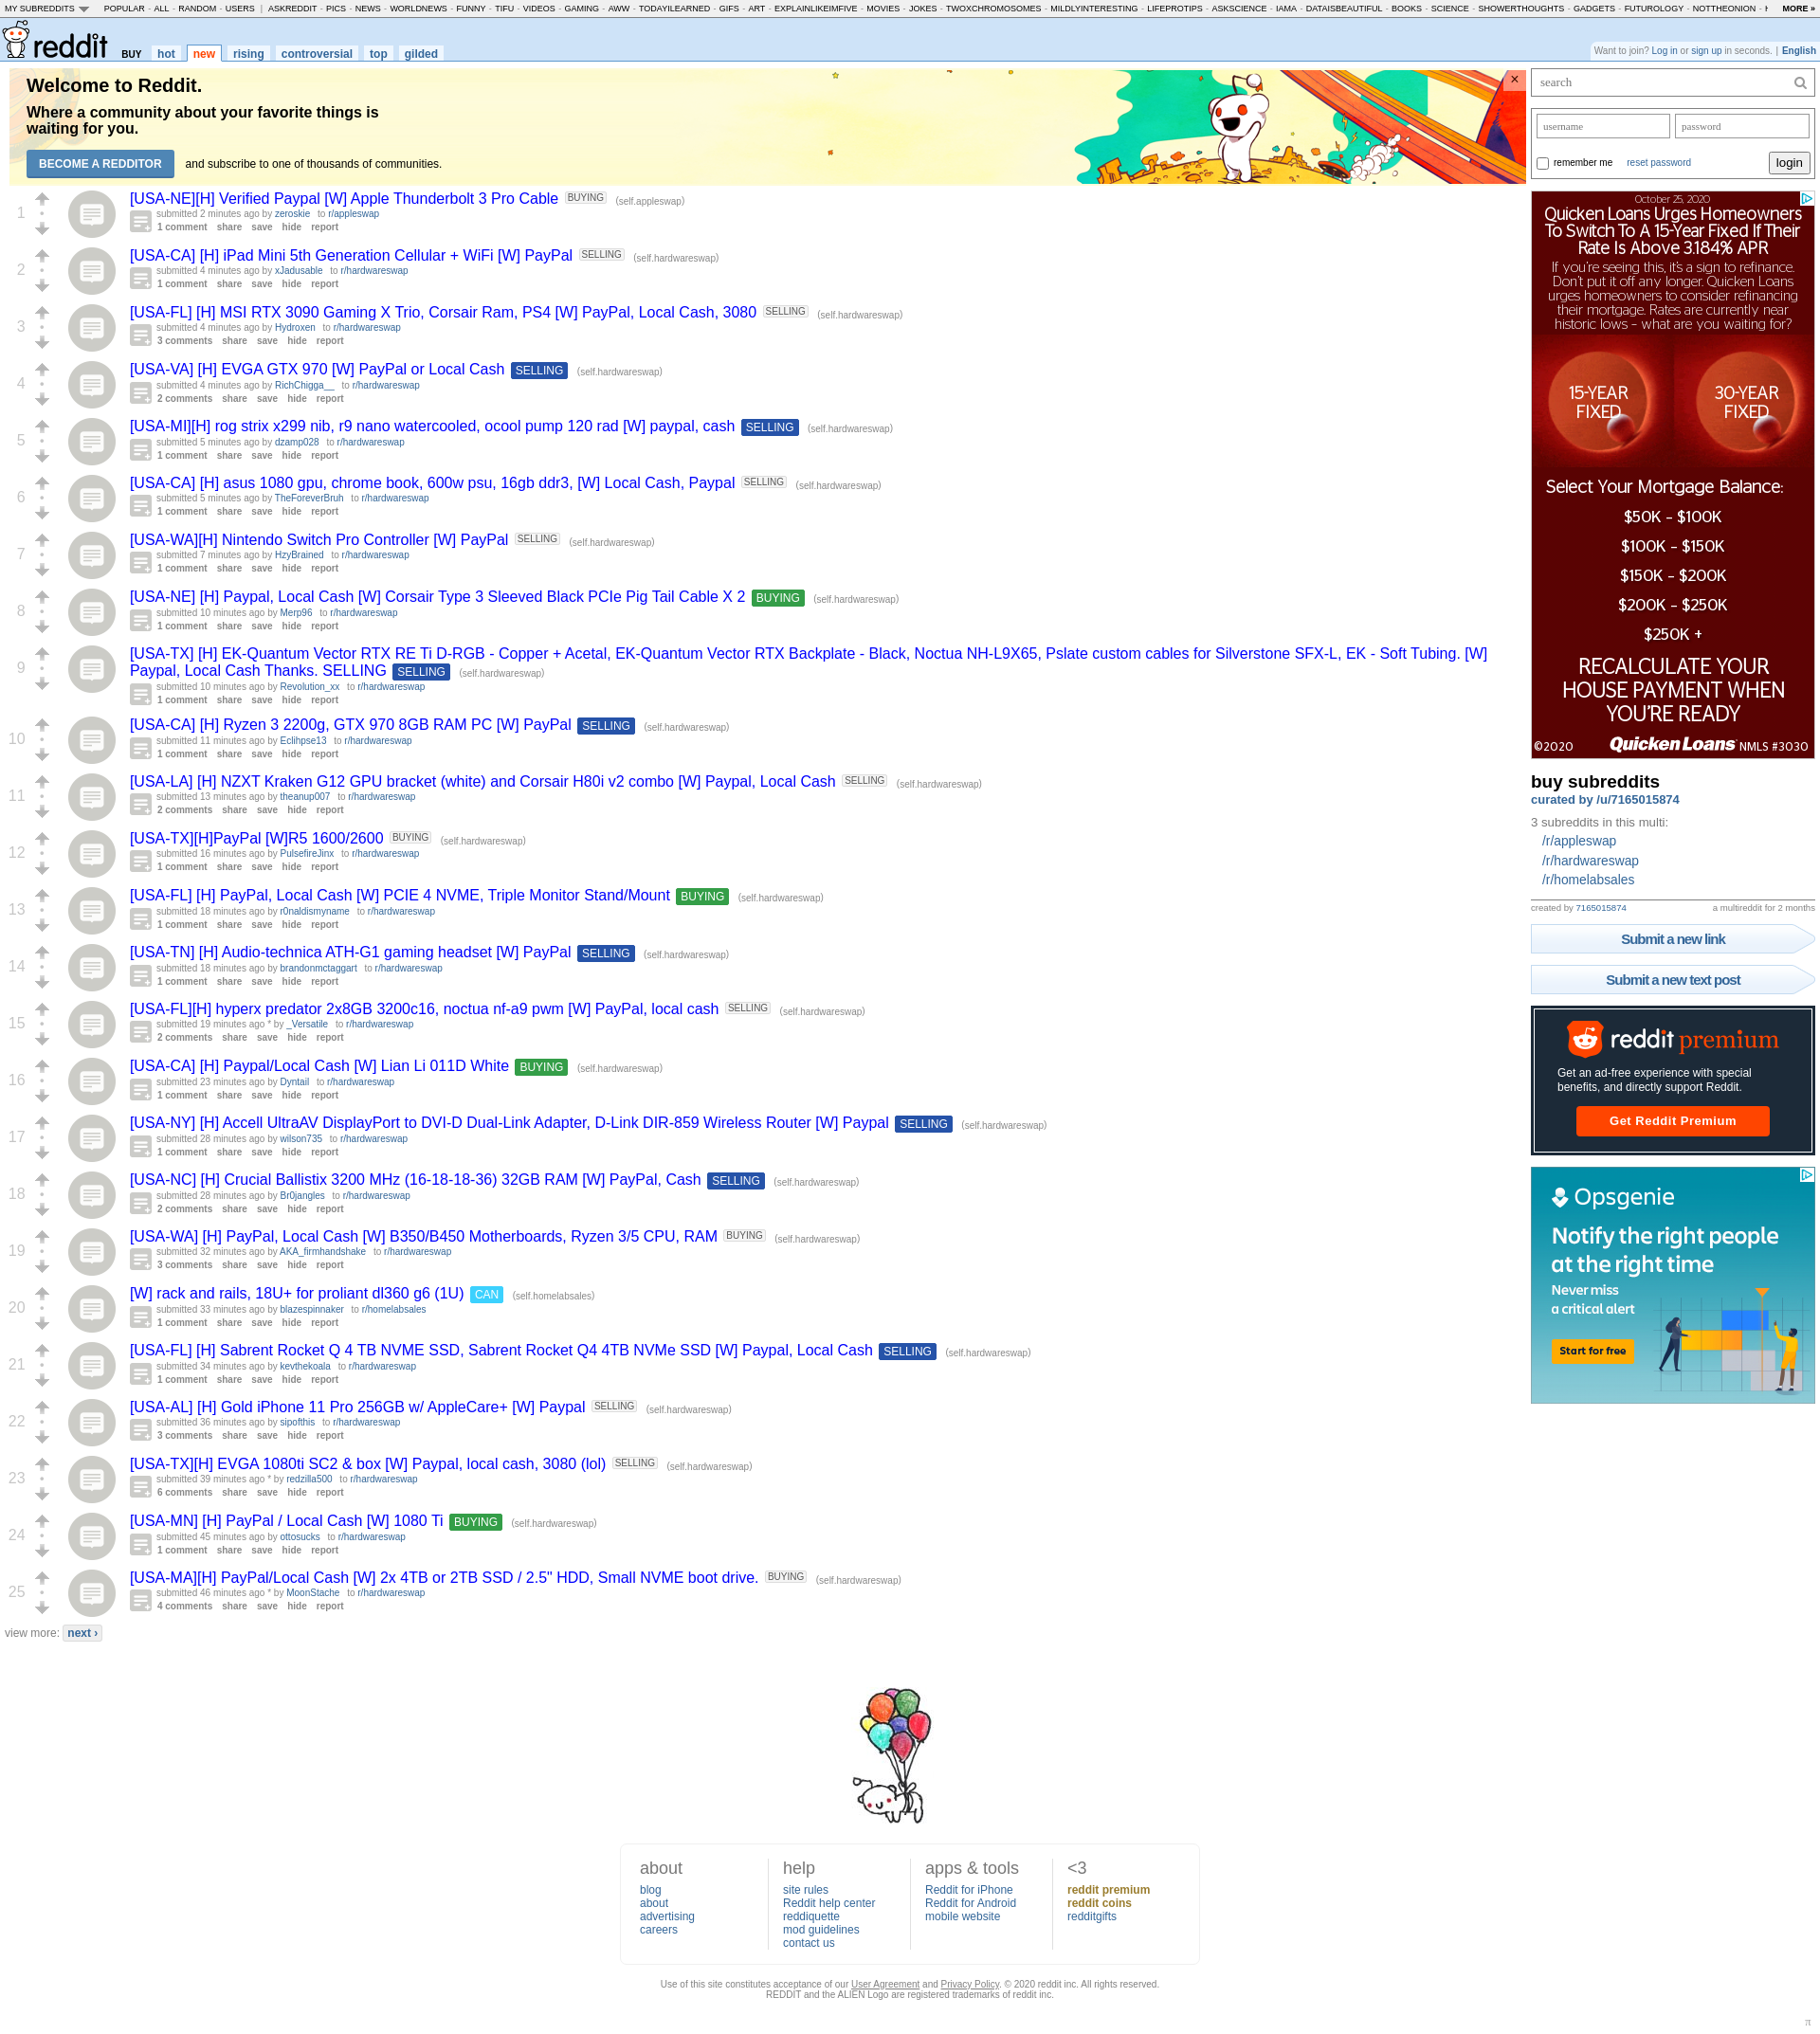 MY SUBREDDITS POPULAR - ALL - RANDOM - USERS | ASKREDDIT - PICS - NEWS - WORLDNEWS - FUNNY - TIFU - VIDEOS - GAMING - AWW - TODAYILEARNED - GIFS - ART - EXPLAINLIKEIMFIVE - MOVIES - JOKES - TWOXCHROMOSOMES - MILDLYINTERESTING - LIFEPROTIPS - ASKSCIENCE - IAMA - DATAISBEAUTIFUL - BOOKS - SCIENCE - SHOWERTHOUGHTS - GADGETS - FUTUROLOGY - NOTTHEONION - MORE »
reddit BUY hot new rising controversial top gilded
Want to join? Log in or sign up in seconds. | English
Welcome to Reddit.
Where a community about your favorite things is
waiting for you.
BECOME A REDDITOR and subscribe to one of thousands of communities.
×
1
[USA-NE][H] Verified Paypal [W] Apple Thunderbolt 3 Pro Cable BUYING (self.appleswap)
submitted 2 minutes ago by zeroskie to r/appleswap
1 comment share save hide report
2
[USA-CA] [H] iPad Mini 5th Generation Cellular + WiFi [W] PayPal SELLING (self.hardwareswap)
submitted 4 minutes ago by xJadusable to r/hardwareswap
1 comment share save hide report
3
[USA-FL] [H] MSI RTX 3090 Gaming X Trio, Corsair Ram, PS4 [W] PayPal, Local Cash, 3080 SELLING (self.hardwareswap)
submitted 4 minutes ago by Hydroxen to r/hardwareswap
3 comments share save hide report
4
[USA-VA] [H] EVGA GTX 970 [W] PayPal or Local Cash SELLING (self.hardwareswap)
submitted 4 minutes ago by RichChigga__ to r/hardwareswap
2 comments share save hide report
5
[USA-MI][H] rog strix x299 nib, r9 nano watercooled, ocool pump 120 rad [W] paypal, cash SELLING (self.hardwareswap)
submitted 5 minutes ago by dzamp028 to r/hardwareswap
1 comment share save hide report
6
[USA-CA] [H] asus 1080 gpu, chrome book, 600w psu, 16gb ddr3, [W] Local Cash, Paypal SELLING (self.hardwareswap)
submitted 5 minutes ago by TheForeverBruh to r/hardwareswap
1 comment share save hide report
7
[USA-WA][H] Nintendo Switch Pro Controller [W] PayPal SELLING (self.hardwareswap)
submitted 7 minutes ago by HzyBrained to r/hardwareswap
1 comment share save hide report
8
[USA-NE] [H] Paypal, Local Cash [W] Corsair Type 3 Sleeved Black PCIe Pig Tail Cable X 2 BUYING (self.hardwareswap)
submitted 10 minutes ago by Merp96 to r/hardwareswap
1 comment share save hide report
9
[USA-TX] [H] EK-Quantum Vector RTX RE Ti D-RGB - Copper + Acetal, EK-Quantum Vector RTX Backplate - Black, Noctua NH-L9X65, Pslate custom cables for Silverstone SFX-L, EK - Soft Tubing. [W]
Paypal, Local Cash Thanks. SELLING SELLING (self.hardwareswap)
submitted 10 minutes ago by Revolution_xx to r/hardwareswap
1 comment share save hide report
10
[USA-CA] [H] Ryzen 3 2200g, GTX 970 8GB RAM PC [W] PayPal SELLING (self.hardwareswap)
submitted 11 minutes ago by Eclihpse13 to r/hardwareswap
1 comment share save hide report
11
[USA-LA] [H] NZXT Kraken G12 GPU bracket (white) and Corsair H80i v2 combo [W] Paypal, Local Cash SELLING (self.hardwareswap)
submitted 13 minutes ago by theanup007 to r/hardwareswap
2 comments share save hide report
12
[USA-TX][H]PayPal [W]R5 1600/2600 BUYING (self.hardwareswap)
submitted 16 minutes ago by PulsefireJinx to r/hardwareswap
1 comment share save hide report
13
[USA-FL] [H] PayPal, Local Cash [W] PCIE 4 NVME, Triple Monitor Stand/Mount BUYING (self.hardwareswap)
submitted 18 minutes ago by r0naldismyname to r/hardwareswap
1 comment share save hide report
14
[USA-TN] [H] Audio-technica ATH-G1 gaming headset [W] PayPal SELLING (self.hardwareswap)
submitted 18 minutes ago by brandonmctaggart to r/hardwareswap
1 comment share save hide report
15
[USA-FL][H] hyperx predator 2x8GB 3200c16, noctua nf-a9 pwm [W] PayPal, local cash SELLING (self.hardwareswap)
submitted 19 minutes ago * by _Versatile to r/hardwareswap
2 comments share save hide report
16
[USA-CA] [H] Paypal/Local Cash [W] Lian Li 011D White BUYING (self.hardwareswap)
submitted 23 minutes ago by Dyntail to r/hardwareswap
1 comment share save hide report
17
[USA-NY] [H] Accell UltraAV DisplayPort to DVI-D Dual-Link Adapter, D-Link DIR-859 Wireless Router [W] Paypal SELLING (self.hardwareswap)
submitted 28 minutes ago by wilson735 to r/hardwareswap
1 comment share save hide report
18
[USA-NC] [H] Crucial Ballistix 3200 MHz (16-18-18-36) 32GB RAM [W] PayPal, Cash SELLING (self.hardwareswap)
submitted 28 minutes ago by Br0jangles to r/hardwareswap
2 comments share save hide report
19
[USA-WA] [H] PayPal, Local Cash [W] B350/B450 Motherboards, Ryzen 3/5 CPU, RAM BUYING (self.hardwareswap)
submitted 32 minutes ago by AKA_firmhandshake to r/hardwareswap
3 comments share save hide report
20
[W] rack and rails, 18U+ for proliant dl360 g6 (1U) CAN (self.homelabsales)
submitted 33 minutes ago by blazespinnaker to r/homelabsales
1 comment share save hide report
21
[USA-FL] [H] Sabrent Rocket Q 4 TB NVME SSD, Sabrent Rocket Q4 4TB NVMe SSD [W] Paypal, Local Cash SELLING (self.hardwareswap)
submitted 34 minutes ago by kevthekoala to r/hardwareswap
1 comment share save hide report
22
[USA-AL] [H] Gold iPhone 11 Pro 256GB w/ AppleCare+ [W] Paypal SELLING (self.hardwareswap)
submitted 36 minutes ago by sipofthis to r/hardwareswap
3 comments share save hide report
23
[USA-TX][H] EVGA 1080ti SC2 & box [W] Paypal, local cash, 3080 (lol) SELLING (self.hardwareswap)
submitted 39 minutes ago * by redzilla500 to r/hardwareswap
6 comments share save hide report
24
[USA-MN] [H] PayPal / Local Cash [W] 1080 Ti BUYING (self.hardwareswap)
submitted 45 minutes ago by ottosucks to r/hardwareswap
1 comment share save hide report
25
[USA-MA][H] PayPal/Local Cash [W] 2x 4TB or 2TB SSD / 2.5" HDD, Small NVME boot drive. BUYING (self.hardwareswap)
submitted 46 minutes ago * by MoonStache to r/hardwareswap
4 comments share save hide report
view more: next ›
search
username password
remember me reset password login
October 25, 2020
Quicken Loans Urges Homeowners
To Switch To A 15-Year Fixed If Their
Rate Is Above 3.184% APR
If you're seeing this, it's a sign to refinance.
Don't put it off any longer. Quicken Loans
urges homeowners to consider refinancing
their mortgage. Rates are currently near
historic lows - what are you waiting for?
15-YEAR
FIXED
30-YEAR
FIXED
Select Your Mortgage Balance:
$50K - $100K
$100K - $150K
$150K - $200K
$200K - $250K
$250K +
RECALCULATE YOUR
HOUSE PAYMENT WHEN
YOU'RE READY
©2020 Quicken Loans NMLS #3030
buy subreddits
curated by /u/7165015874
3 subreddits in this multi:
/r/appleswap
/r/hardwareswap
/r/homelabsales
created by 7165015874 a multireddit for 2 months
Submit a new link
Submit a new text post
reddit premium
Get an ad-free experience with special
benefits, and directly support Reddit.
Get Reddit Premium
Opsgenie
Notify the right people
at the right time
Never miss
a critical alert
Start for free
about
blog
about
advertising
careers
help
site rules
Reddit help center
reddiquette
mod guidelines
contact us
apps & tools
Reddit for iPhone
Reddit for Android
mobile website
<3
reddit premium
reddit coins
redditgifts
Use of this site constitutes acceptance of our User Agreement and Privacy Policy. © 2020 reddit inc. All rights reserved.
REDDIT and the ALIEN Logo are registered trademarks of reddit inc.
π